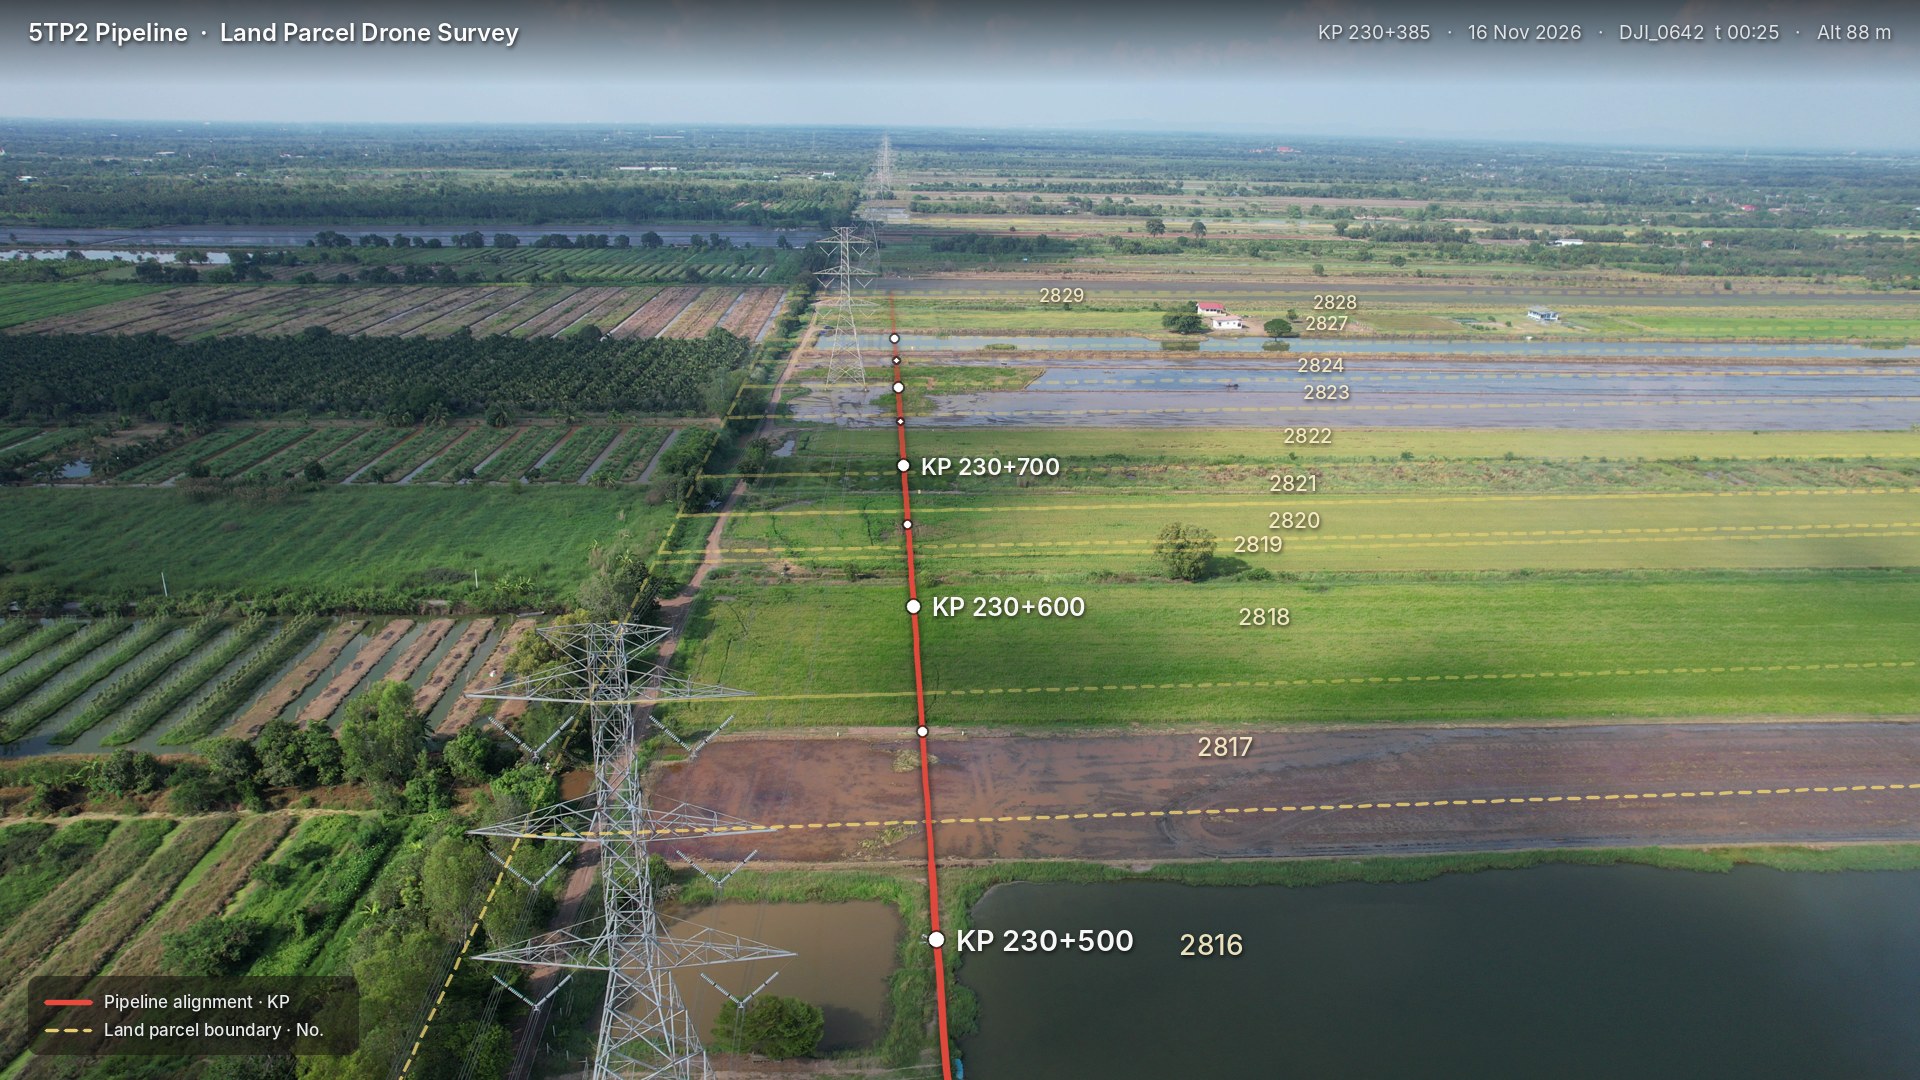 5TP2 Pipeline · Land Parcel Drone Survey
KP 230+385 · 16 Nov 2026 · DJI_0642 t 00:25 · Alt 88 m
2829
2828
2827
2824
2823
2822
KP 230+700
2821
2820
2819
KP 230+600
2818
2817
KP 230+500
2816
Pipeline alignment · KP
Land parcel boundary · No.